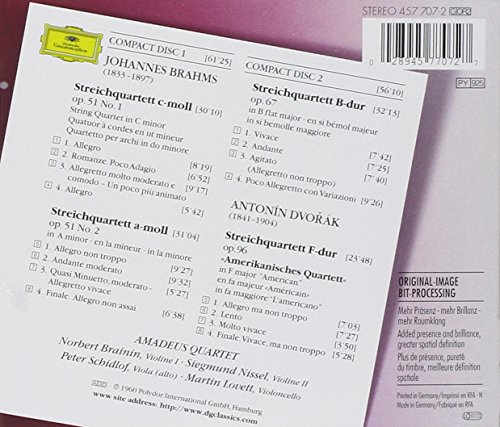 STEREO 457 707-2 GOR2
0 28945 77072 7
PY 925
Deutsche
Grammophon
COMPACT DISC 1 [61'25]
JOHANNES BRAHMS
(1833-1897)
Streichquartett c-moll [30'10]
op. 51 No. 1
String Quartet in C minor
Quatuor à cordes en ut mineur
Quartetto per archi in do minore
1. Allegro [8'19]
2. Romanze. Poco Adagio [6'52]
3. Allegretto molto moderato e [9'17]
comodo – Un poco più animato
4. Allegro [5'42]
Streichquartett a-moll [31'04]
op. 51 No. 2
in A minor · en la mineur · in la minore
1. Allegro non troppo [9'27]
2. Andante moderato [9'32]
3. Quasi Minuetto, moderato - [5'27]
Allegretto vivace
4. Finale. Allegro non assai [6'38]
COMPACT DISC 2 [56'10]
Streichquartett B-dur [32'13]
op. 67
in B flat major · en si bémol majeur
in si bemolle maggiore
1. Vivace [7'42]
2. Andante [7'25]
3. Agitato [7'40]
(Allegretto non troppo)
4. Poco Allegretto con Variazioni [9'26]
ANTONÍN DVOŘÁK
(1841-1904)
Streichquartett F-dur [23'48]
op. 96
»Amerikanisches Quartett«
in F major "American"
en fa majeur «Américain»
in fa maggiore "L'americano"
1. Allegro ma non troppo [7'03]
2. Lento [7'27]
3. Molto vivace [3'50]
4. Finale. Vivace, ma non troppo [5'28]
AMADEUS QUARTET
Norbert Brainin, Violine I · Siegmund Nissel, Violine II
Peter Schidlof, Viola (alto) · Martin Lovett, Violoncello
ADD ℗ 1960 Polydor International GmbH, Hamburg
www site address: http://www.dgclassics.com
ORIGINAL-IMAGE
BIT-PROCESSING
Mehr Präsenz - mehr Brillanz -
mehr Raumklang
Added presence and brilliance,
greater spatial definition
Plus de présence, pureté
du timbre, meilleure définition
spatiale
Printed in Germany/Imprimé en RFA - N
Made in Germany/Fabriqué en RFA